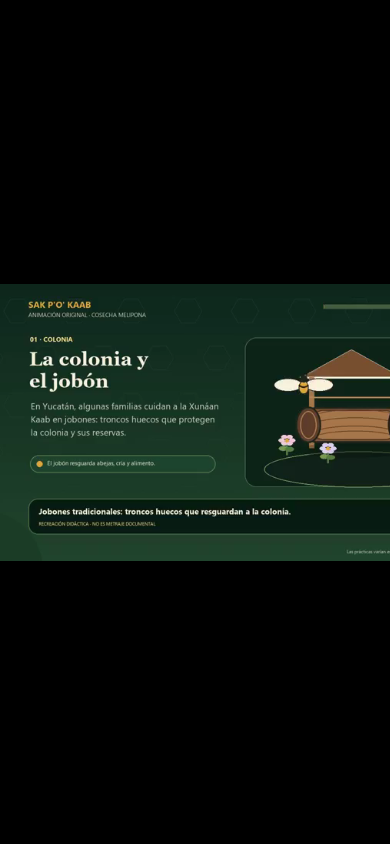 SAK P'O' KAAB
ANIMACIÓN ORIGINAL · COSECHA MELIPONA
01 · COLONIA
La colonia y
el jobón
En Yucatán, algunas familias cuidan a la Xunáan
Kaab en jobones: troncos huecos que protegen
la colonia y sus reservas.
El jobón resguarda abejas, cría y alimento.
Jobones tradicionales: troncos huecos que resguardan a la colonia.
RECREACIÓN DIDÁCTICA · NO ES METRAJE DOCUMENTAL
Las prácticas varían